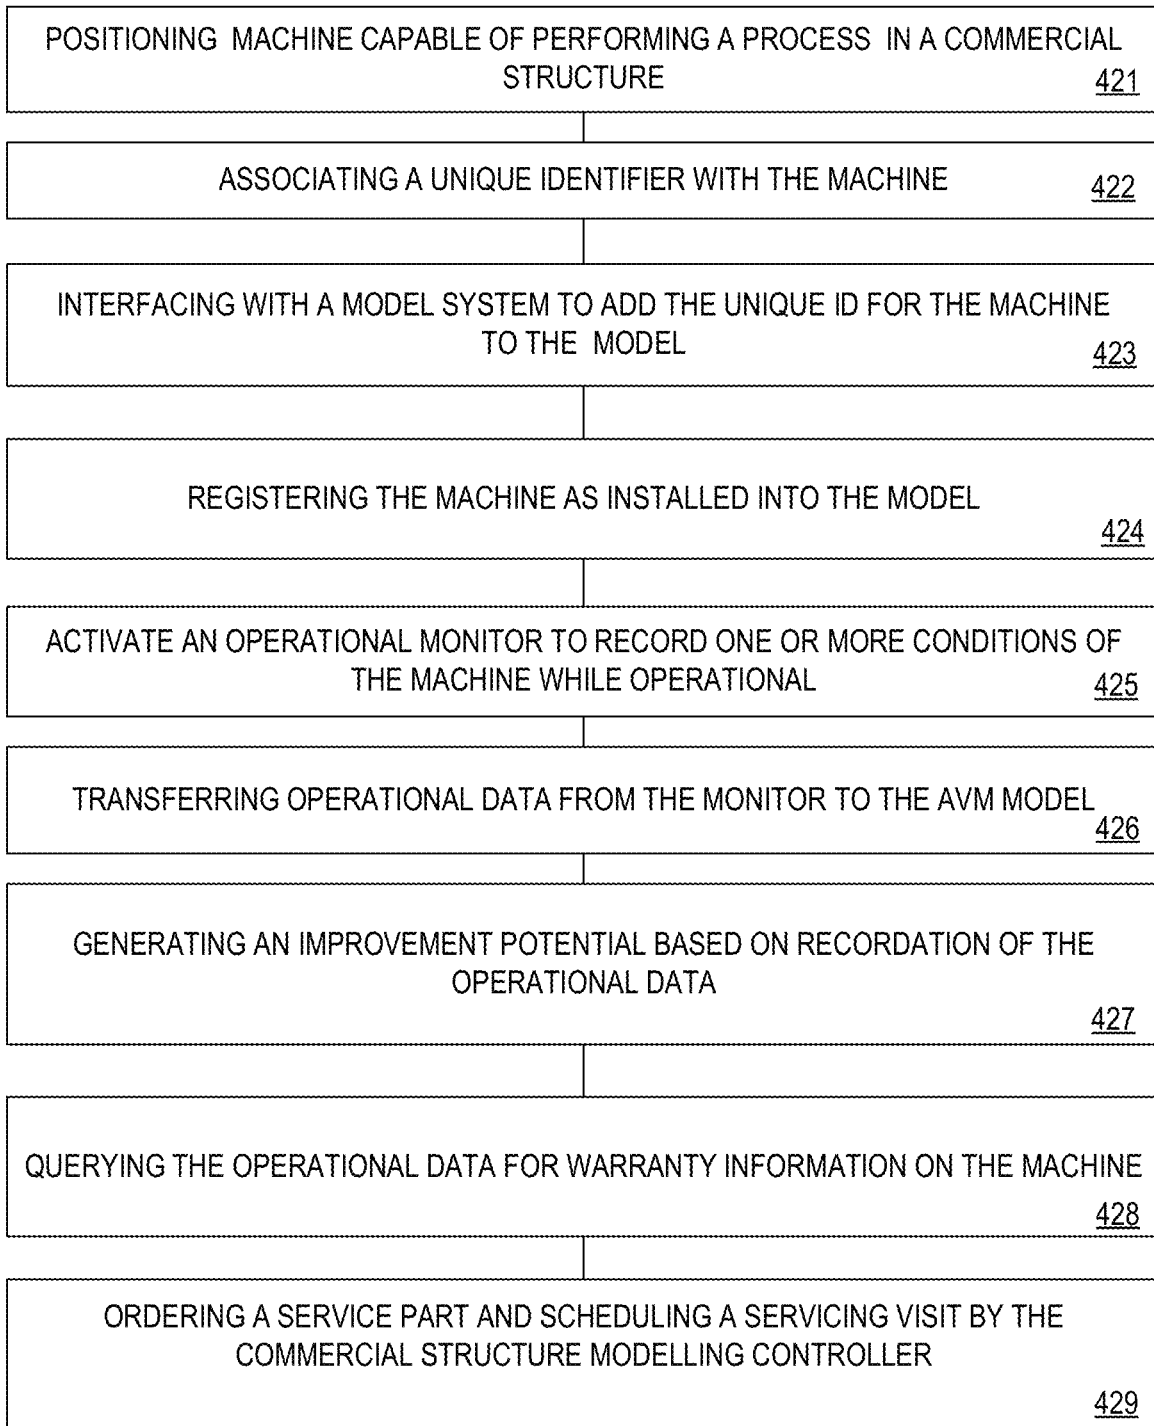 POSITIONING MACHINE CAPABLE OF PERFORMING A PROCESS IN A COMMERCIAL
STRUCTURE
421
ASSOCIATING A UNIQUE IDENTIFIER WITH THE MACHINE
422
INTERFACING WITH A MODEL SYSTEM TO ADD THE UNIQUE ID FOR THE MACHINE
TO THE MODEL
423
REGISTERING THE MACHINE AS INSTALLED INTO THE MODEL
424
ACTIVATE AN OPERATIONAL MONITOR TO RECORD ONE OR MORE CONDITIONS OF
THE MACHINE WHILE OPERATIONAL
425
TRANSFERRING OPERATIONAL DATA FROM THE MONITOR TO THE AVM MODEL
426
GENERATING AN IMPROVEMENT POTENTIAL BASED ON RECORDATION OF THE
OPERATIONAL DATA
427
QUERYING THE OPERATIONAL DATA FOR WARRANTY INFORMATION ON THE MACHINE
428
ORDERING A SERVICE PART AND SCHEDULING A SERVICING VISIT BY THE
COMMERCIAL STRUCTURE MODELLING CONTROLLER
429